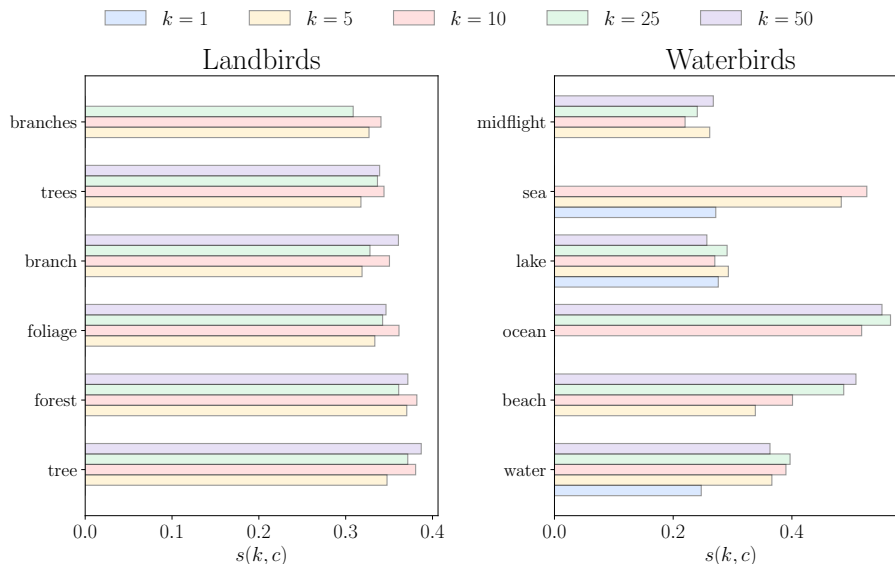 k = 1 k = 5 k = 10 k = 25 k = 50
Landbirds
branches
trees
branch
foliage
forest
tree
0.0 0.1 0.2 0.3 0.4
s(k, c)
Waterbirds
midflight
sea
lake
ocean
beach
water
0.0 0.2 0.4
s(k, c)